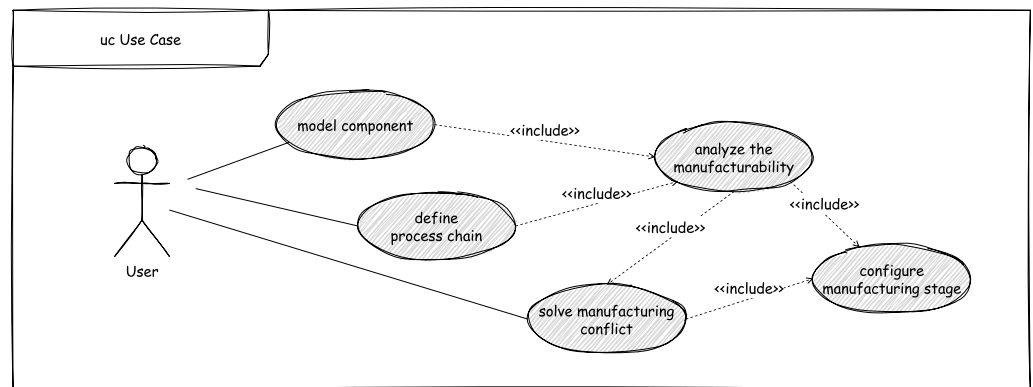 uc Use Case
model component
<<include>>
analyze the
manufacturability
<<include>>
<<include>>
define
process chain
<<include>>
User
configure
manufacturing stage
<<include>>
solve manufacturing
conflict